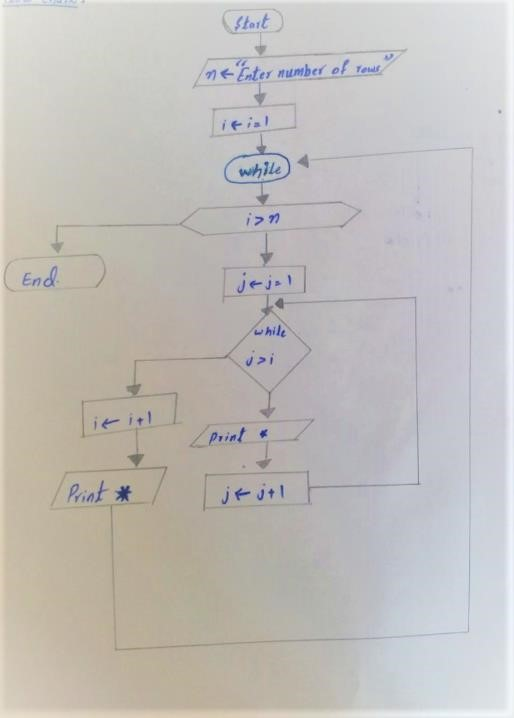 Start
n ← "Enter number of rows"
i ← i=1
while
i > n
End.
j ← j=1
while
j > i
i ← i+1
Print *
Print *
j ← j+1